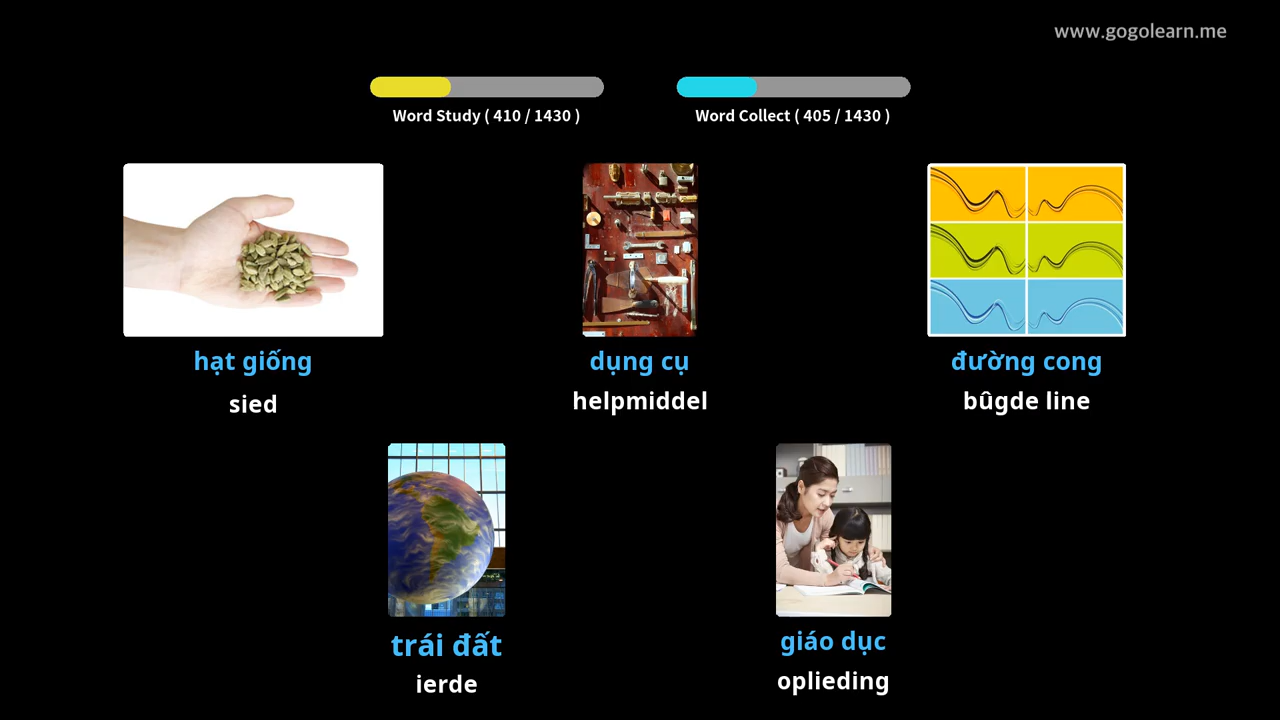 www.gogolearn.me
Word Study ( 410 / 1430 )
Word Collect ( 405 / 1430 )
hạt giống
sied
dụng cụ
helpmiddel
đường cong
bûgde line
trái đất
ierde
giáo dục
oplieding